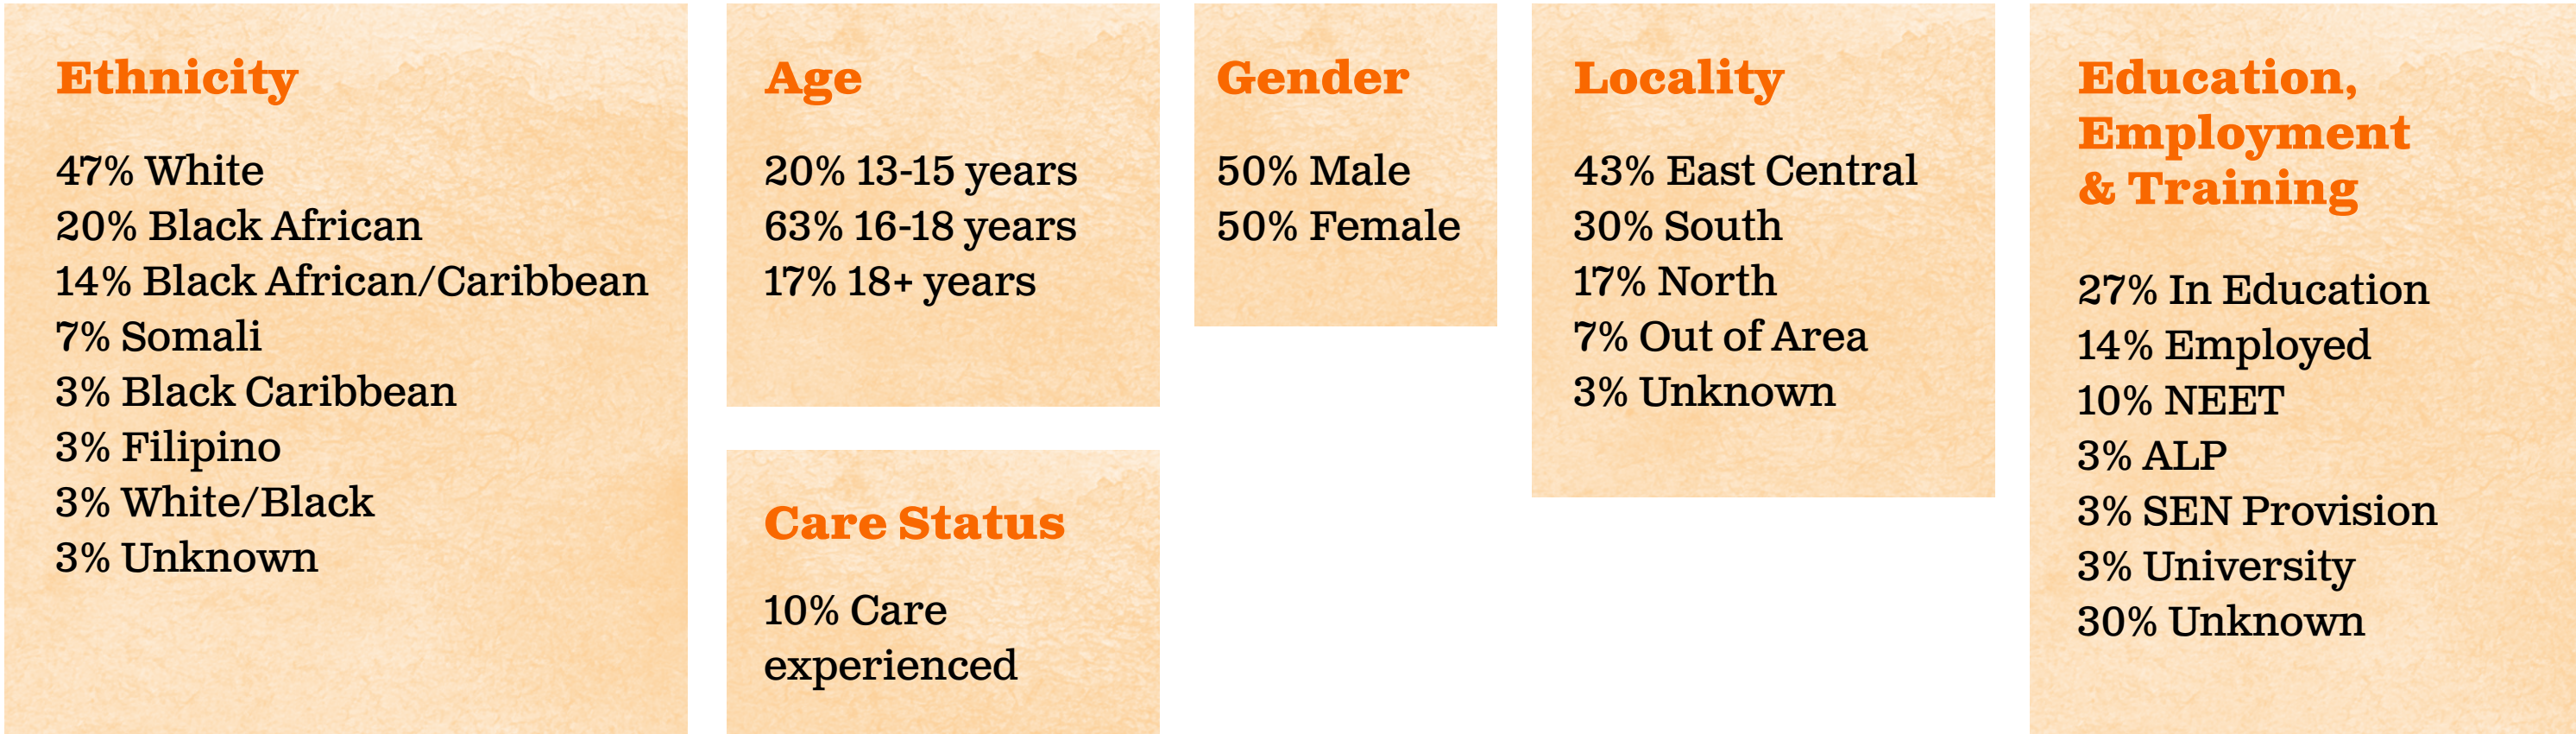 Ethnicity
47% White
20% Black African
14% Black African/Caribbean
7% Somali
3% Black Caribbean
3% Filipino
3% White/Black
3% Unknown
Age
20% 13-15 years
63% 16-18 years
17% 18+ years
Care Status
10% Care
experienced
Gender
50% Male
50% Female
Locality
43% East Central
30% South
17% North
7% Out of Area
3% Unknown
Education,
Employment
& Training
27% In Education
14% Employed
10% NEET
3% ALP
3% SEN Provision
3% University
30% Unknown